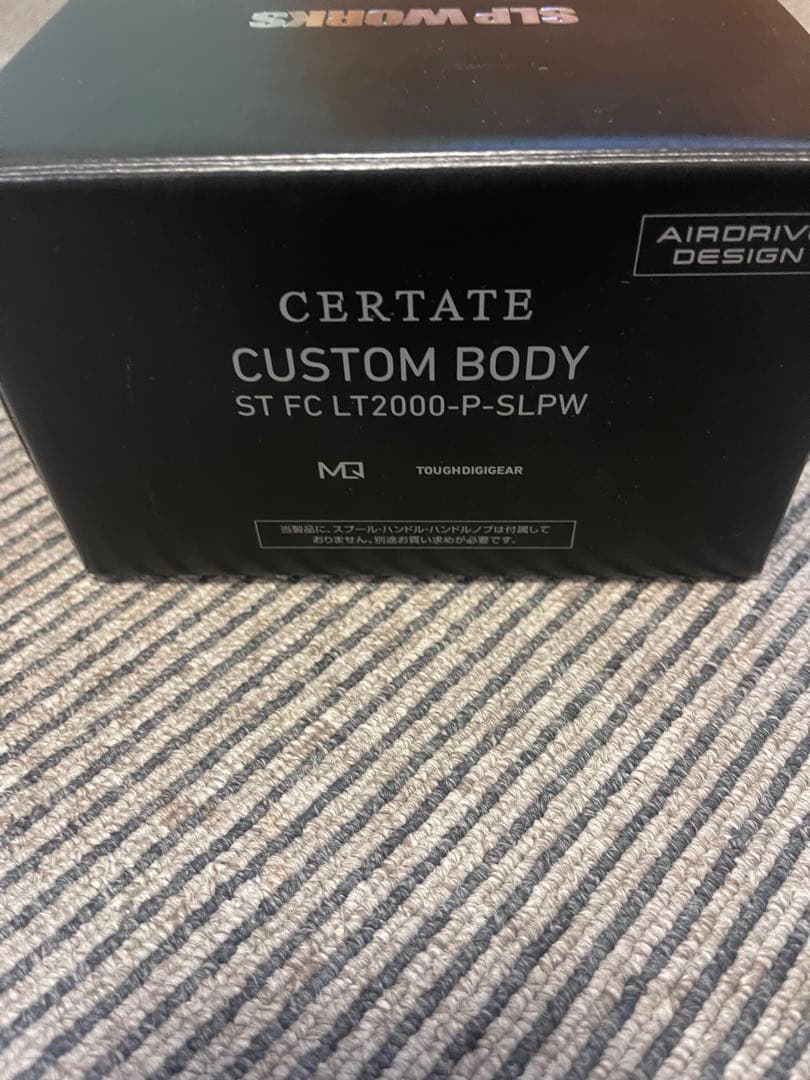 SLP WORKS
AIRDRIV
DESIGN
CERTATE
CUSTOM BODY
ST FC LT2000-P-SLPW
MQ TOUGHDIGIGEAR
当製品に、スプール・ハンドル・ハンドルノブは付属して
おりません。別途お買い求めが必要です。